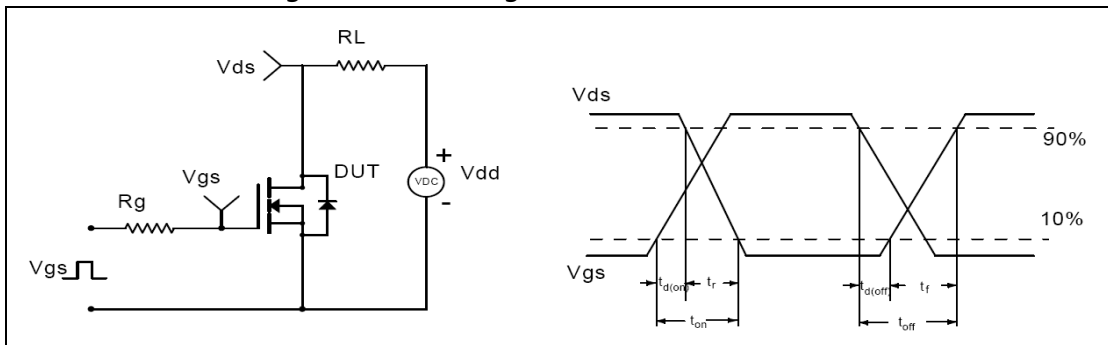 RL
Vds
Vgs
DUT
+
VDC
Vdd
-
Rg
Vgs
Vds
90%
10%
Vgs
td(on)
tr
td(off)
tf
ton
toff